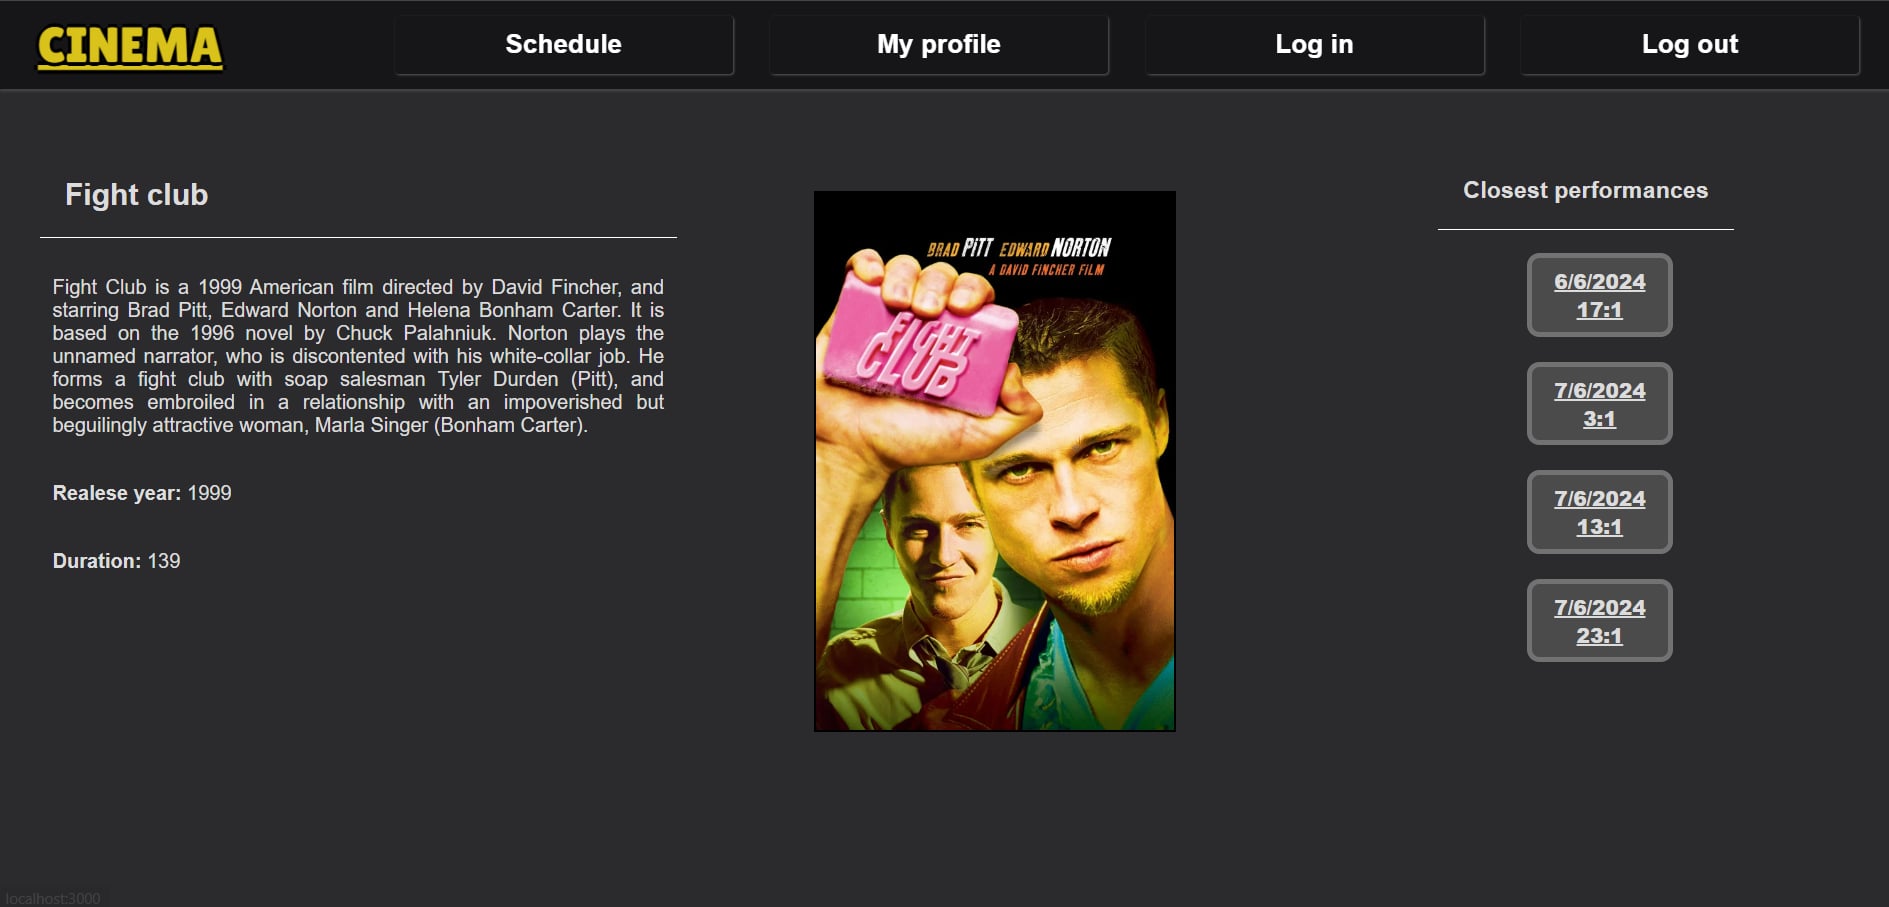 CINEMA
Schedule
My profile
Log in
Log out
Fight club
Fight Club is a 1999 American film directed by David Fincher, and
starring Brad Pitt, Edward Norton and Helena Bonham Carter. It is
based on the 1996 novel by Chuck Palahniuk. Norton plays the
unnamed narrator, who is discontented with his white-collar job. He
forms a fight club with soap salesman Tyler Durden (Pitt), and
becomes embroiled in a relationship with an impoverished but
beguilingly attractive woman, Marla Singer (Bonham Carter).
Realese year: 1999
Duration: 139
BRAD PITT EDWARD NORTON
A DAVID FINCHER FILM
FIGHT
CLUB
Closest performances
6/6/2024
17:1
7/6/2024
3:1
7/6/2024
13:1
7/6/2024
23:1
localhost:3000